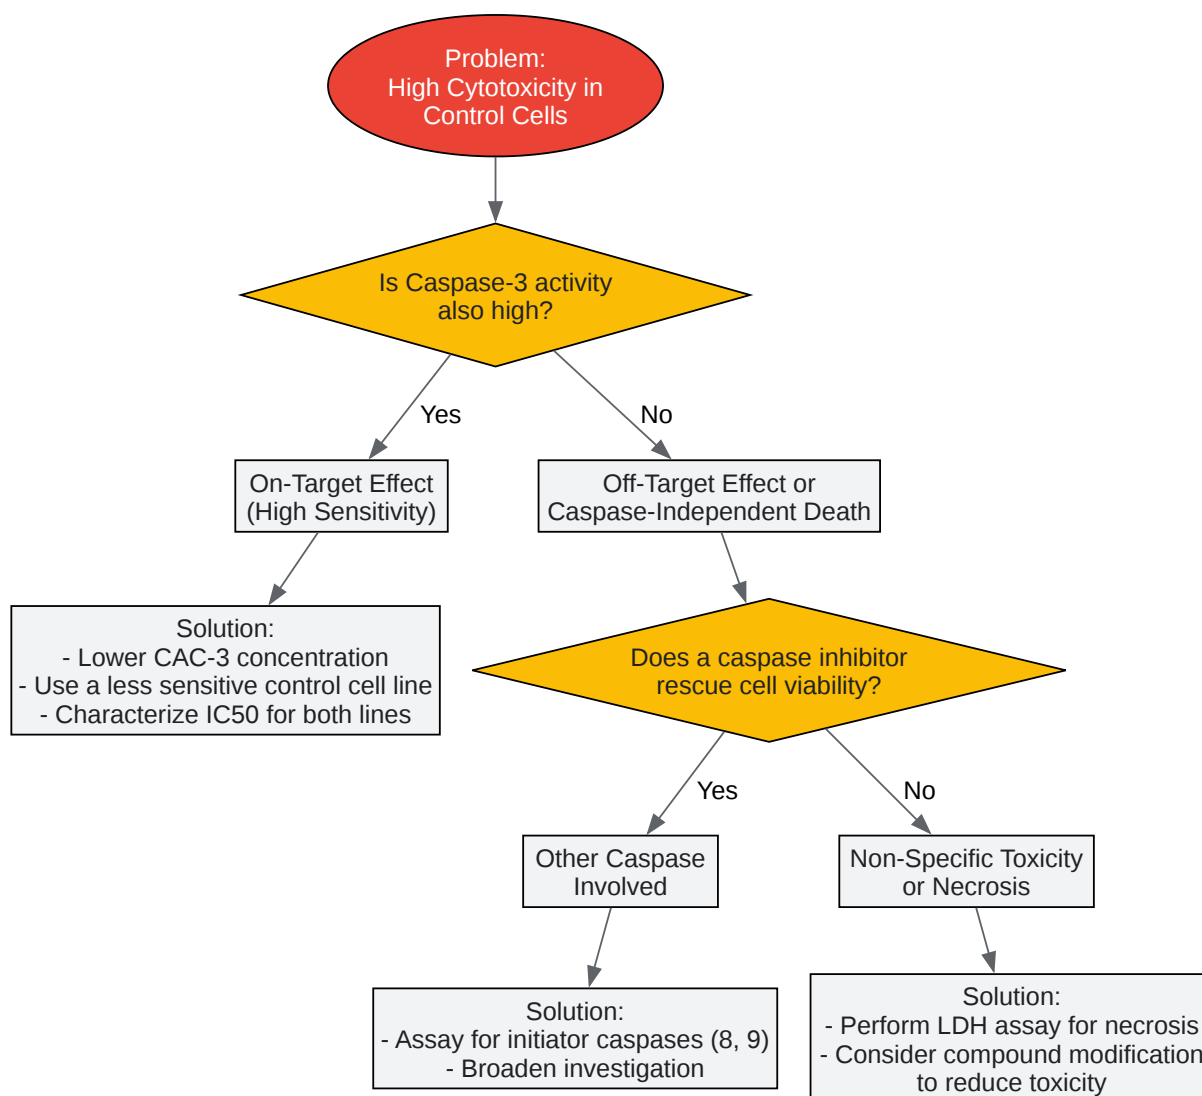 Problem:
High Cytotoxicity in
Control Cells
Is Caspase-3 activity
also high?
Yes
No
On-Target Effect
(High Sensitivity)
Off-Target Effect or
Caspase-Independent Death
Solution:
- Lower CAC-3 concentration
- Use a less sensitive control cell line
- Characterize IC50 for both lines
Does a caspase inhibitor
rescue cell viability?
Yes
No
Other Caspase
Involved
Non-Specific Toxicity
or Necrosis
Solution:
- Assay for initiator caspases (8, 9)
- Broaden investigation
Solution:
- Perform LDH assay for necrosis
- Consider compound modification
to reduce toxicity